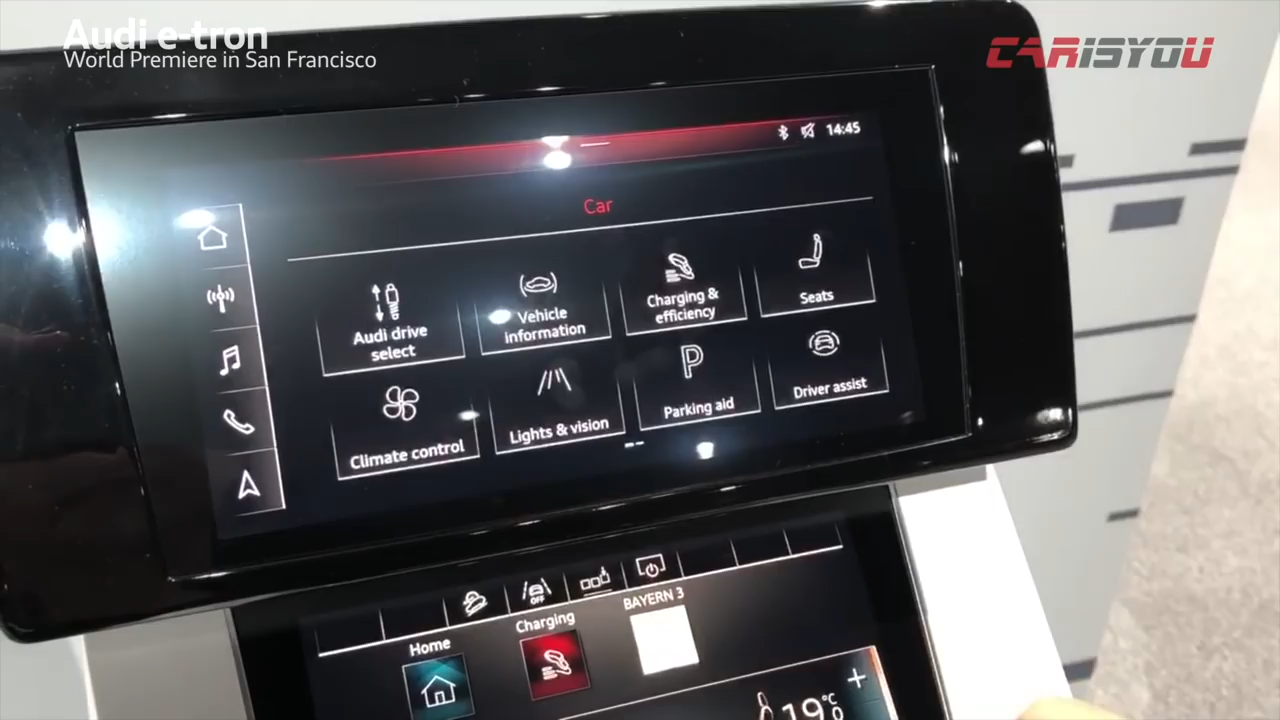 Audi e-tron
World Premiere in San Francisco
CARISYOU
14:45
Car
Audi drive
select
Vehicle
information
Charging &
efficiency
Seats
Climate control
Lights & vision
P
Parking aid
Driver assist
OFF
Home
Charging
BAYERN 3
19 °C
+